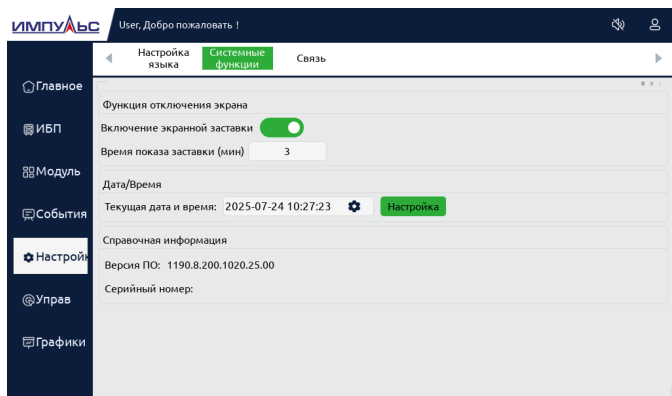 ИМПУЛЬС
User, Добро пожаловать !
Настройка языка
Системные функции
Связь
Главное
ИБП
Модуль
События
Настройк
Управ
Графики
Функция отключения экрана
Включение экранной заставки
Время показа заставки (мин) 3
Дата/Время
Текущая дата и время: 2025-07-24 10:27:23 Настройка
Справочная информация
Версия ПО: 1190.8.200.1020.25.00
Серийный номер: